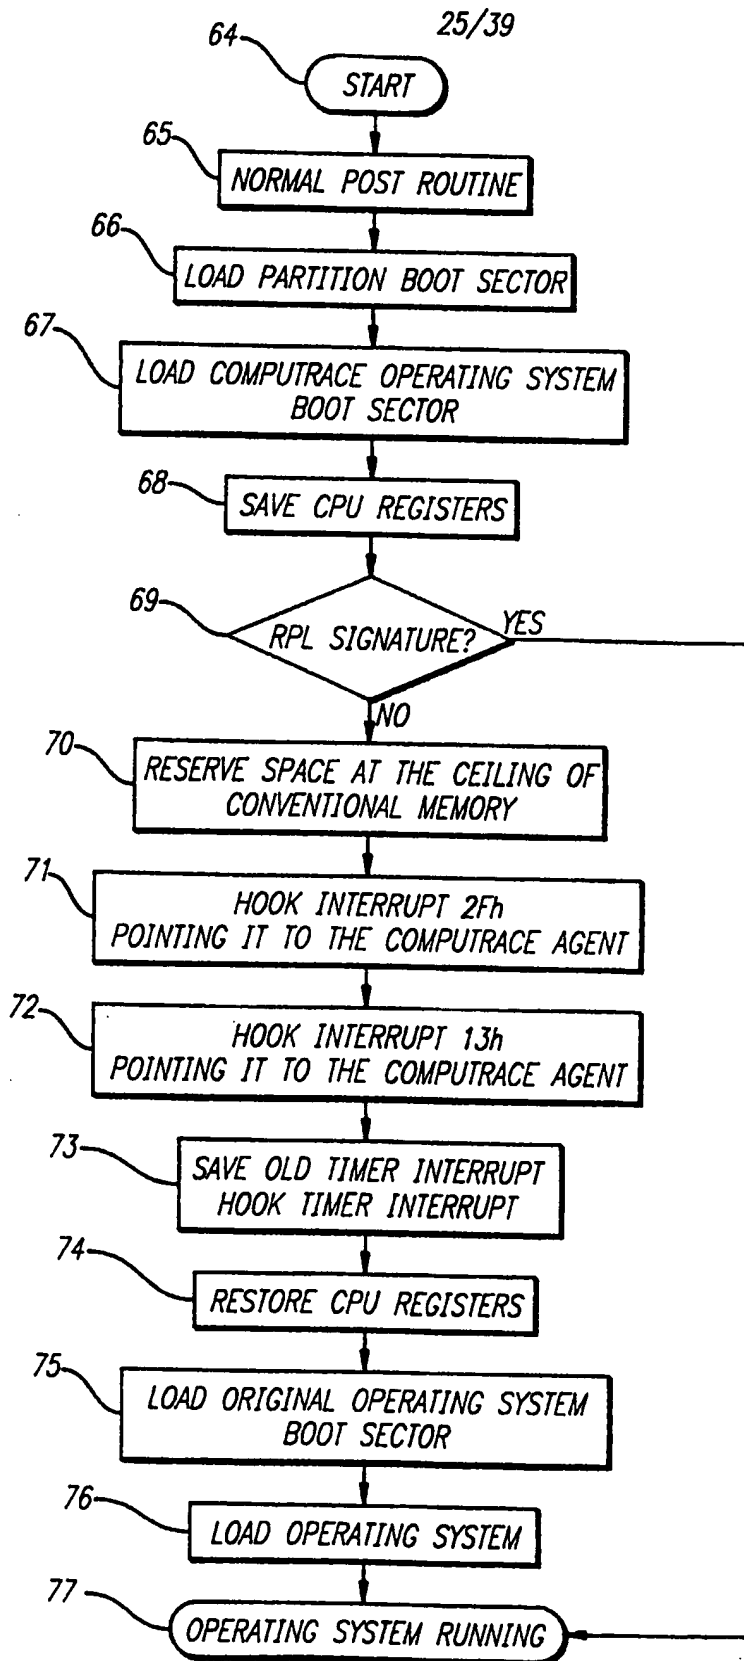 25/39
64
START
65
NORMAL POST ROUTINE
66
LOAD PARTITION BOOT SECTOR
67
LOAD COMPUTRACE OPERATING SYSTEM
BOOT SECTOR
68
SAVE CPU REGISTERS
69
RPL SIGNATURE?
YES
NO
70
RESERVE SPACE AT THE CEILING OF
CONVENTIONAL MEMORY
71
HOOK INTERRUPT 2Fh
POINTING IT TO THE COMPUTRACE AGENT
72
HOOK INTERRUPT 13h
POINTING IT TO THE COMPUTRACE AGENT
73
SAVE OLD TIMER INTERRUPT
HOOK TIMER INTERRUPT
74
RESTORE CPU REGISTERS
75
LOAD ORIGINAL OPERATING SYSTEM
BOOT SECTOR
76
LOAD OPERATING SYSTEM
77
OPERATING SYSTEM RUNNING